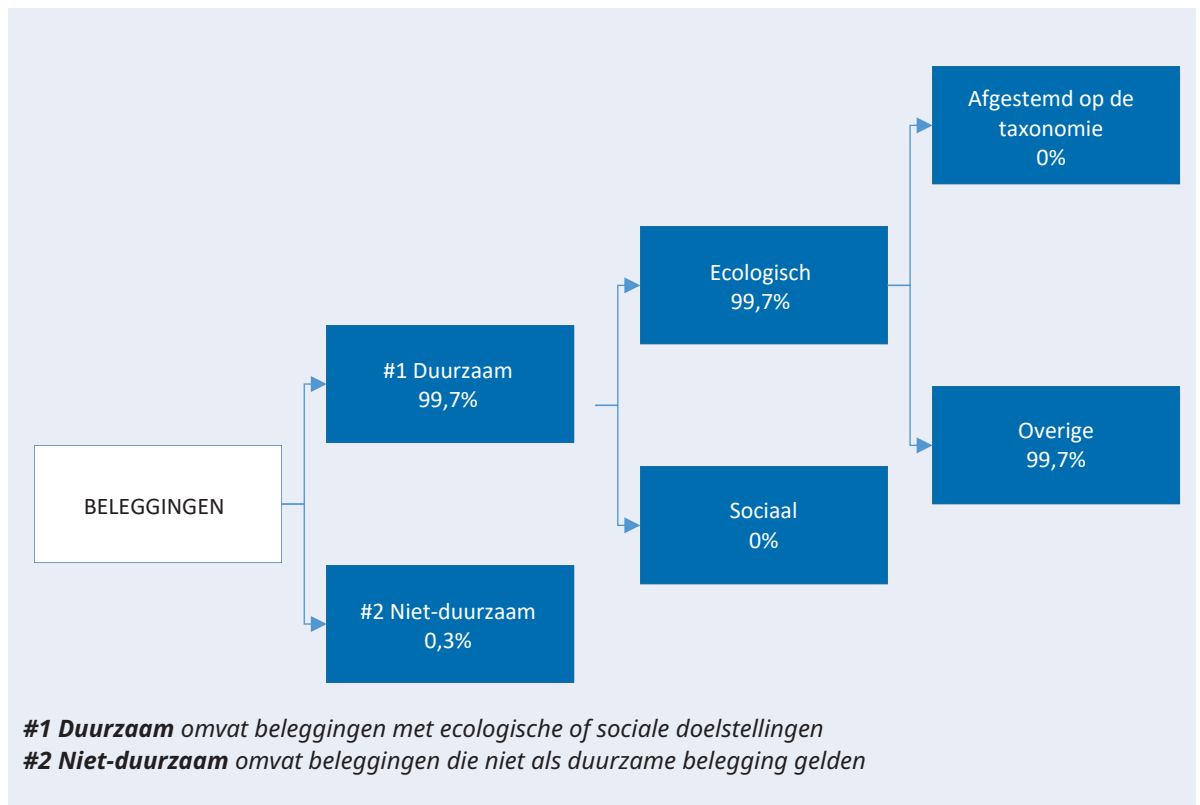 BELEGGINGEN
#1 Duurzaam
99,7%
#2 Niet-duurzaam
0,3%
Ecologisch
99,7%
Sociaal
0%
Afgestemd op de
taxonomie
0%
Overige
99,7%
#1 Duurzaam omvat beleggingen met ecologische of sociale doelstellingen
#2 Niet-duurzaam omvat beleggingen die niet als duurzame belegging gelden